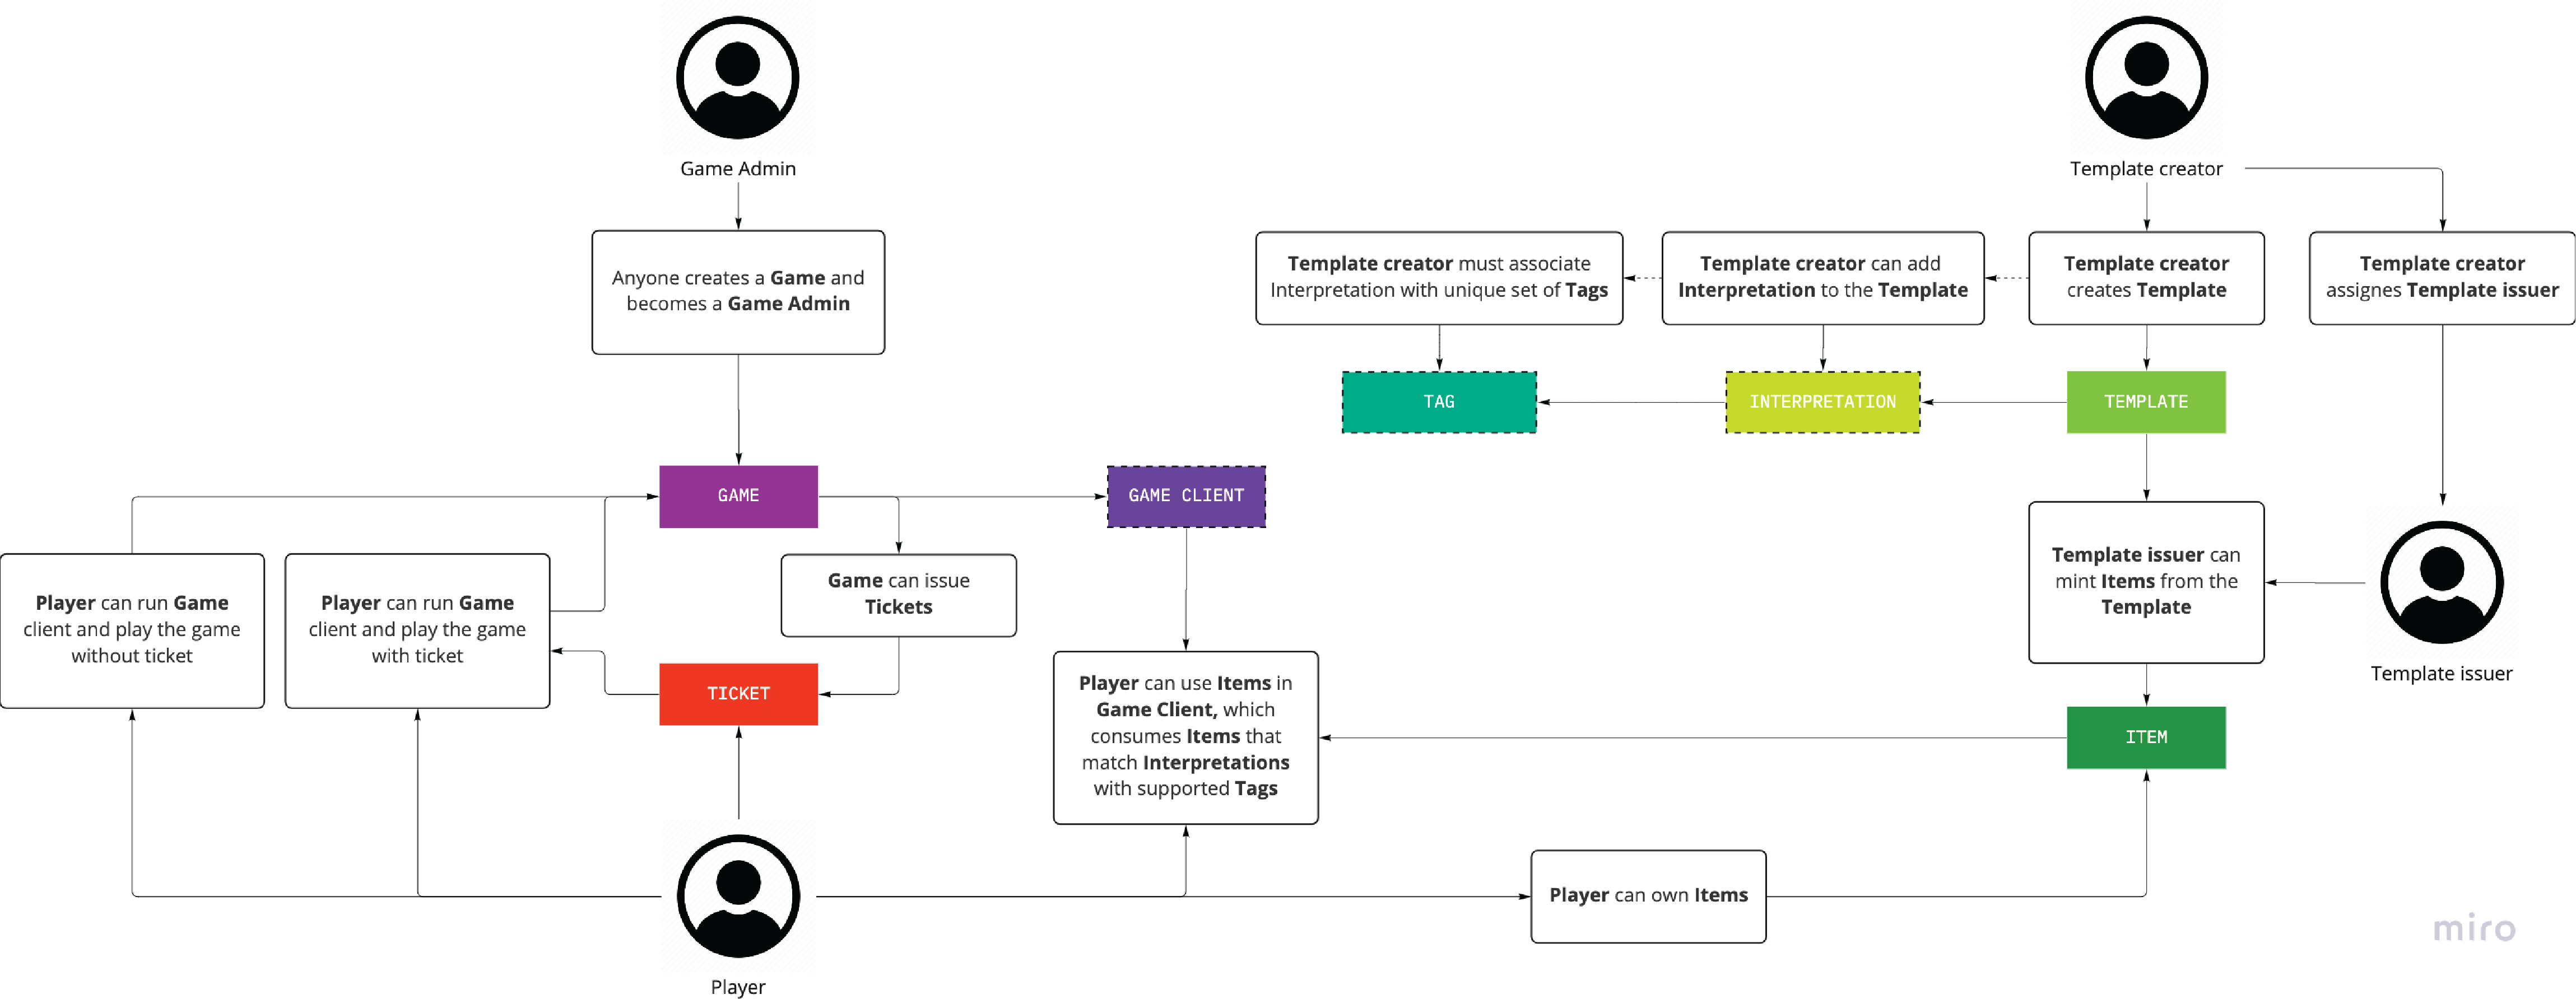 Game Admin
Template creator
Anyone creates a Game and
becomes a Game Admin
Template creator must associate
Interpretation with unique set of Tags
Template creator can add
Interpretation to the Template
Template creator
creates Template
Template creator
assignes Template issuer
TAG
INTERPRETATION
TEMPLATE
GAME
GAME CLIENT
Player can run Game
client and play the game
without ticket
Player can run Game
client and play the game
with ticket
Game can issue
Tickets
Template issuer can
mint Items from the
Template
Template issuer
TICKET
Player can use Items in
Game Client, which
consumes Items that
match Interpretations
with supported Tags
ITEM
Player can own Items
Player
miro